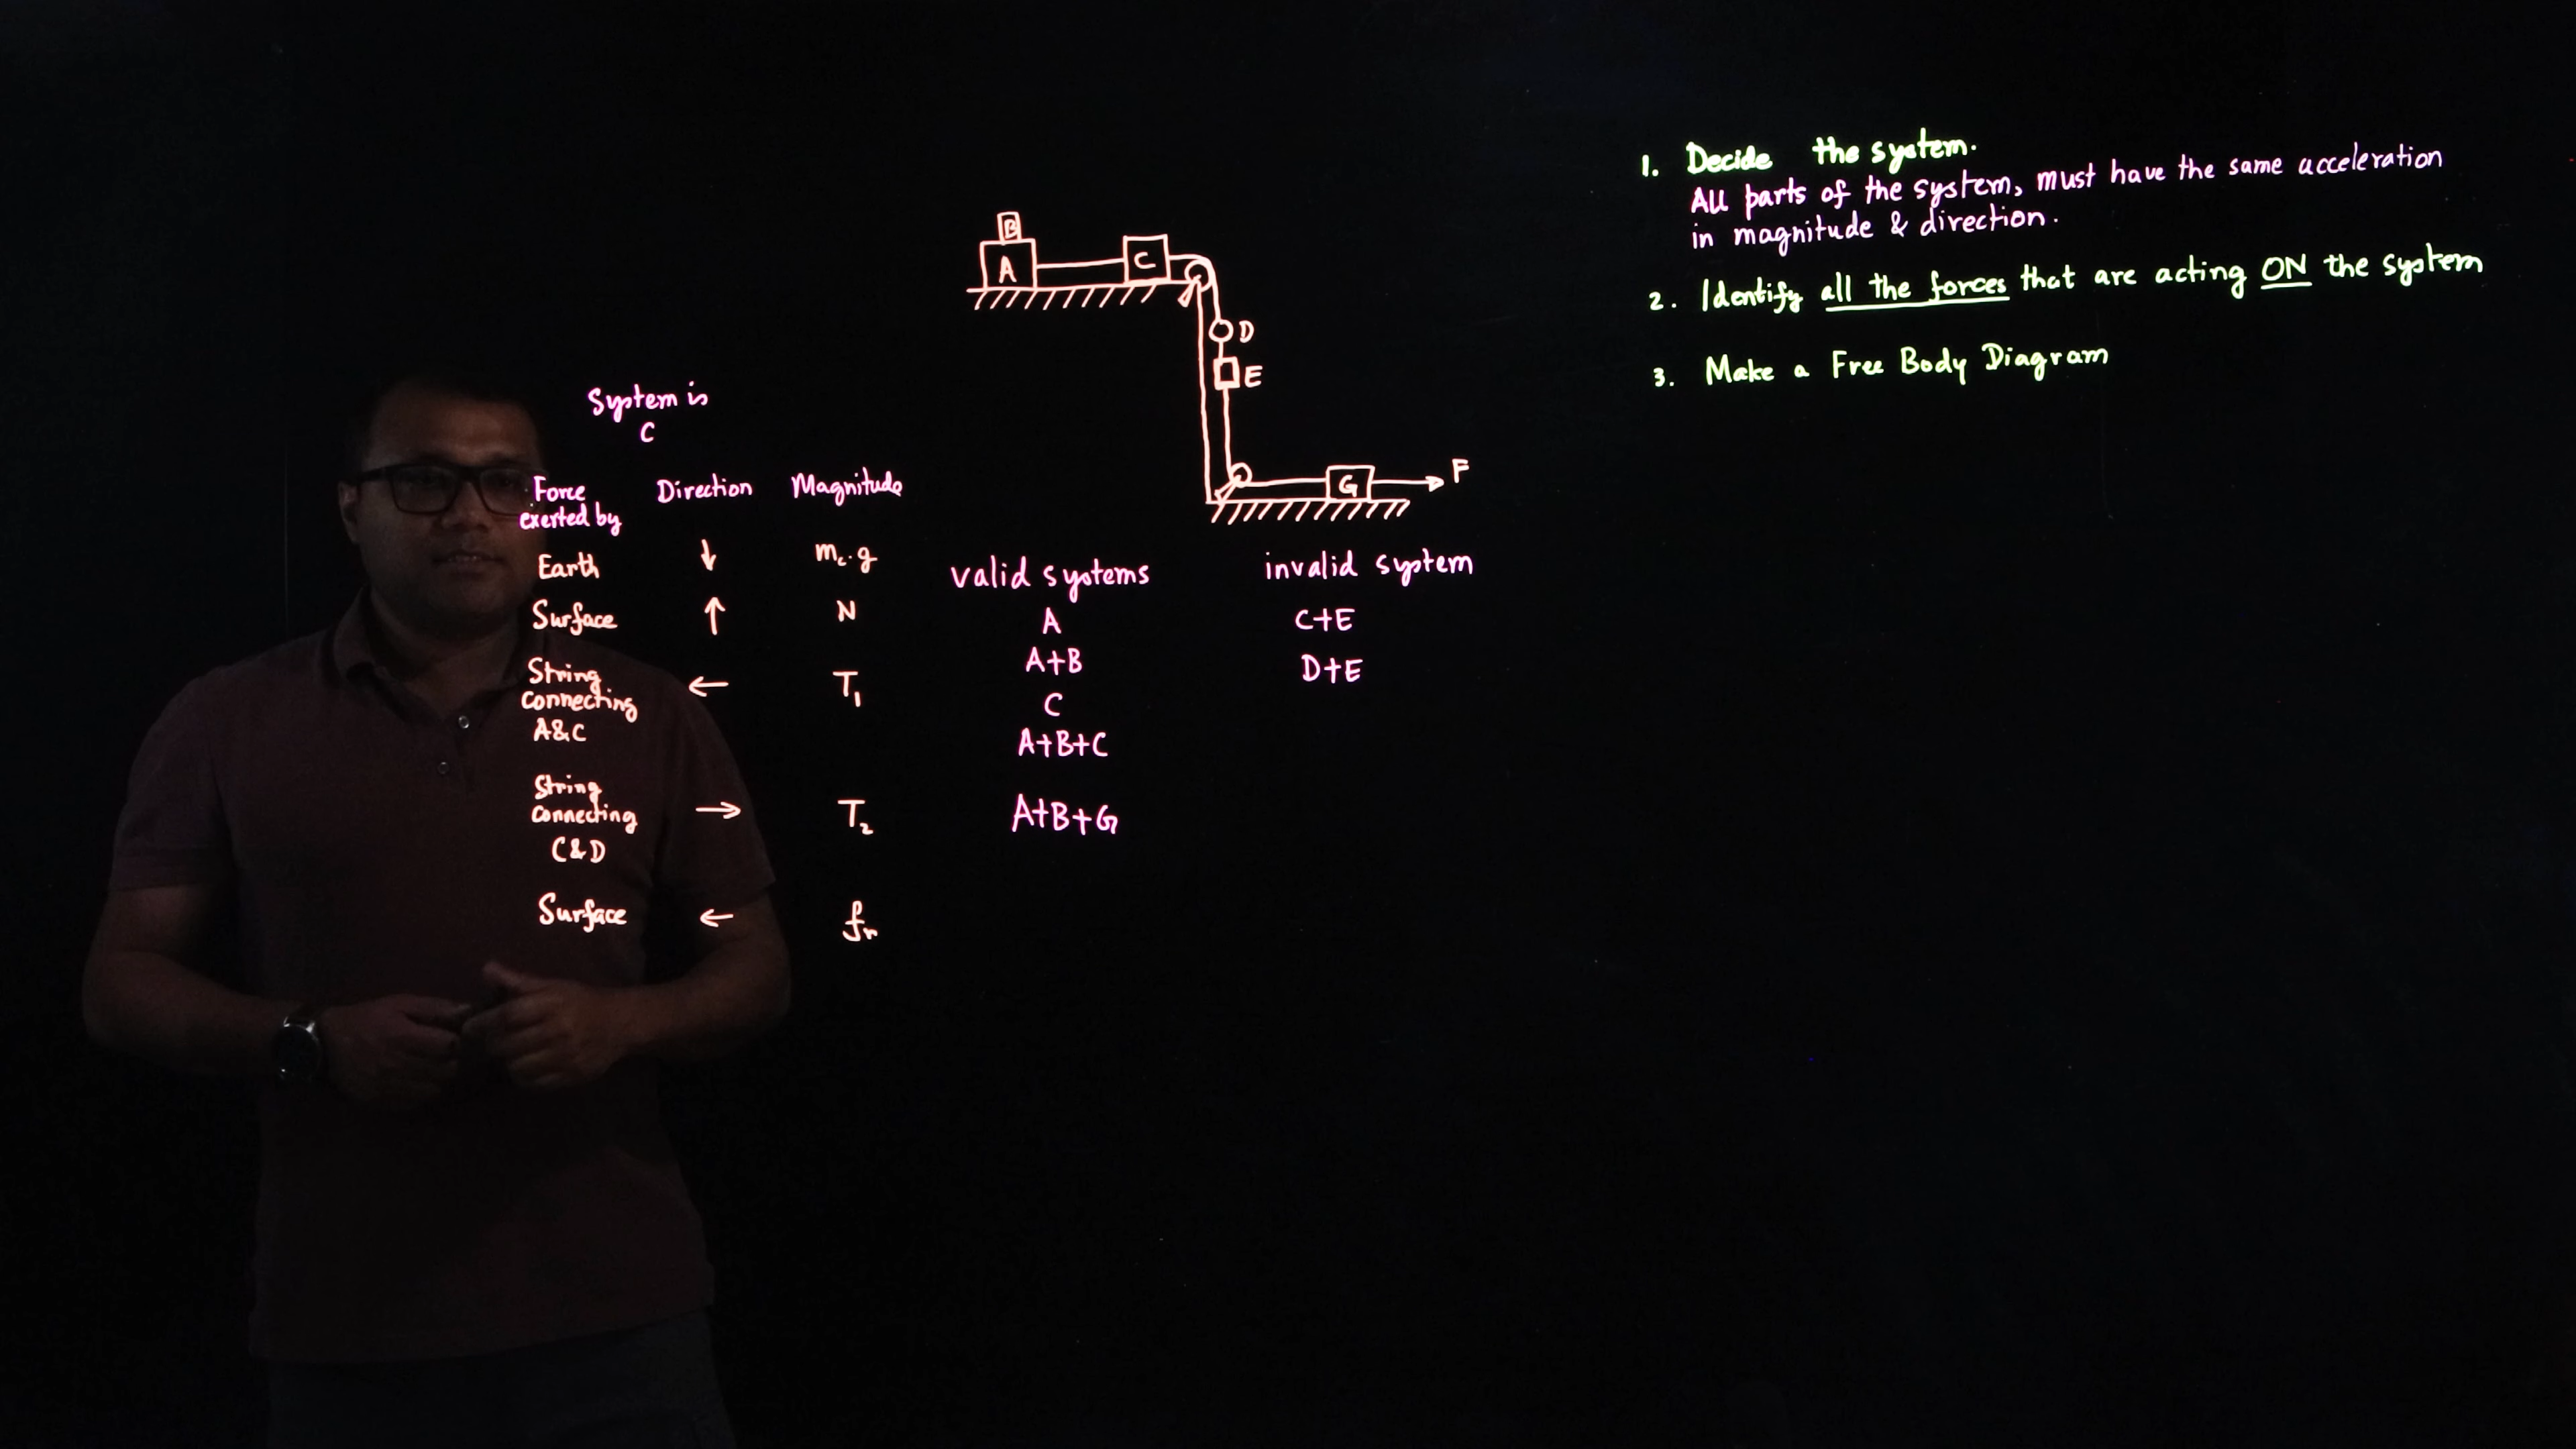 1. Decide the system.
All parts of the system, must have the same acceleration
in magnitude & direction.
2. Identify all the forces that are acting ON the system
3. Make a Free Body Diagram
B
A
C
D
E
G
F
System is
C
Force
exerted by
Direction
Magnitude
Earth ↓ mc.g
Surface ↑ N
String
connecting
A&C
← T1
String
connecting
C&D
→ T2
Surface ← fr
valid systems
A
A+B
C
A+B+C
A+B+G
invalid system
C+E
D+E